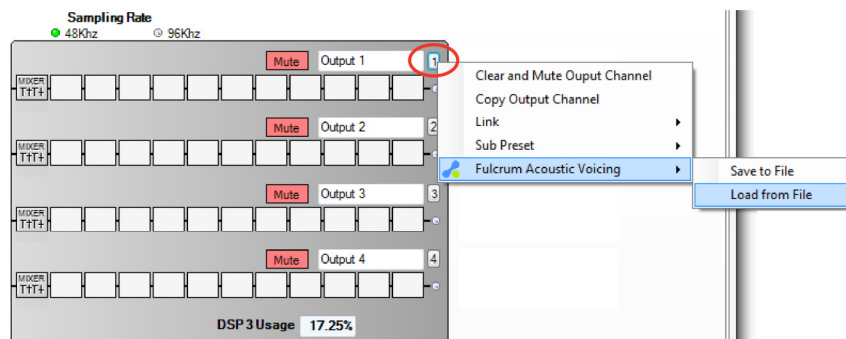 Sampling Rate
48Khz 96Khz
Mute Output 1 1
MIXER
Clear and Mute Ouput Channel
Copy Output Channel
Link
Mute Output 2 2
MIXER
Sub Preset
Fulcrum Acoustic Voicing
Save to File
Mute Output 3 3
Load from File
MIXER
Mute Output 4 4
MIXER
DSP 3 Usage 17.25%